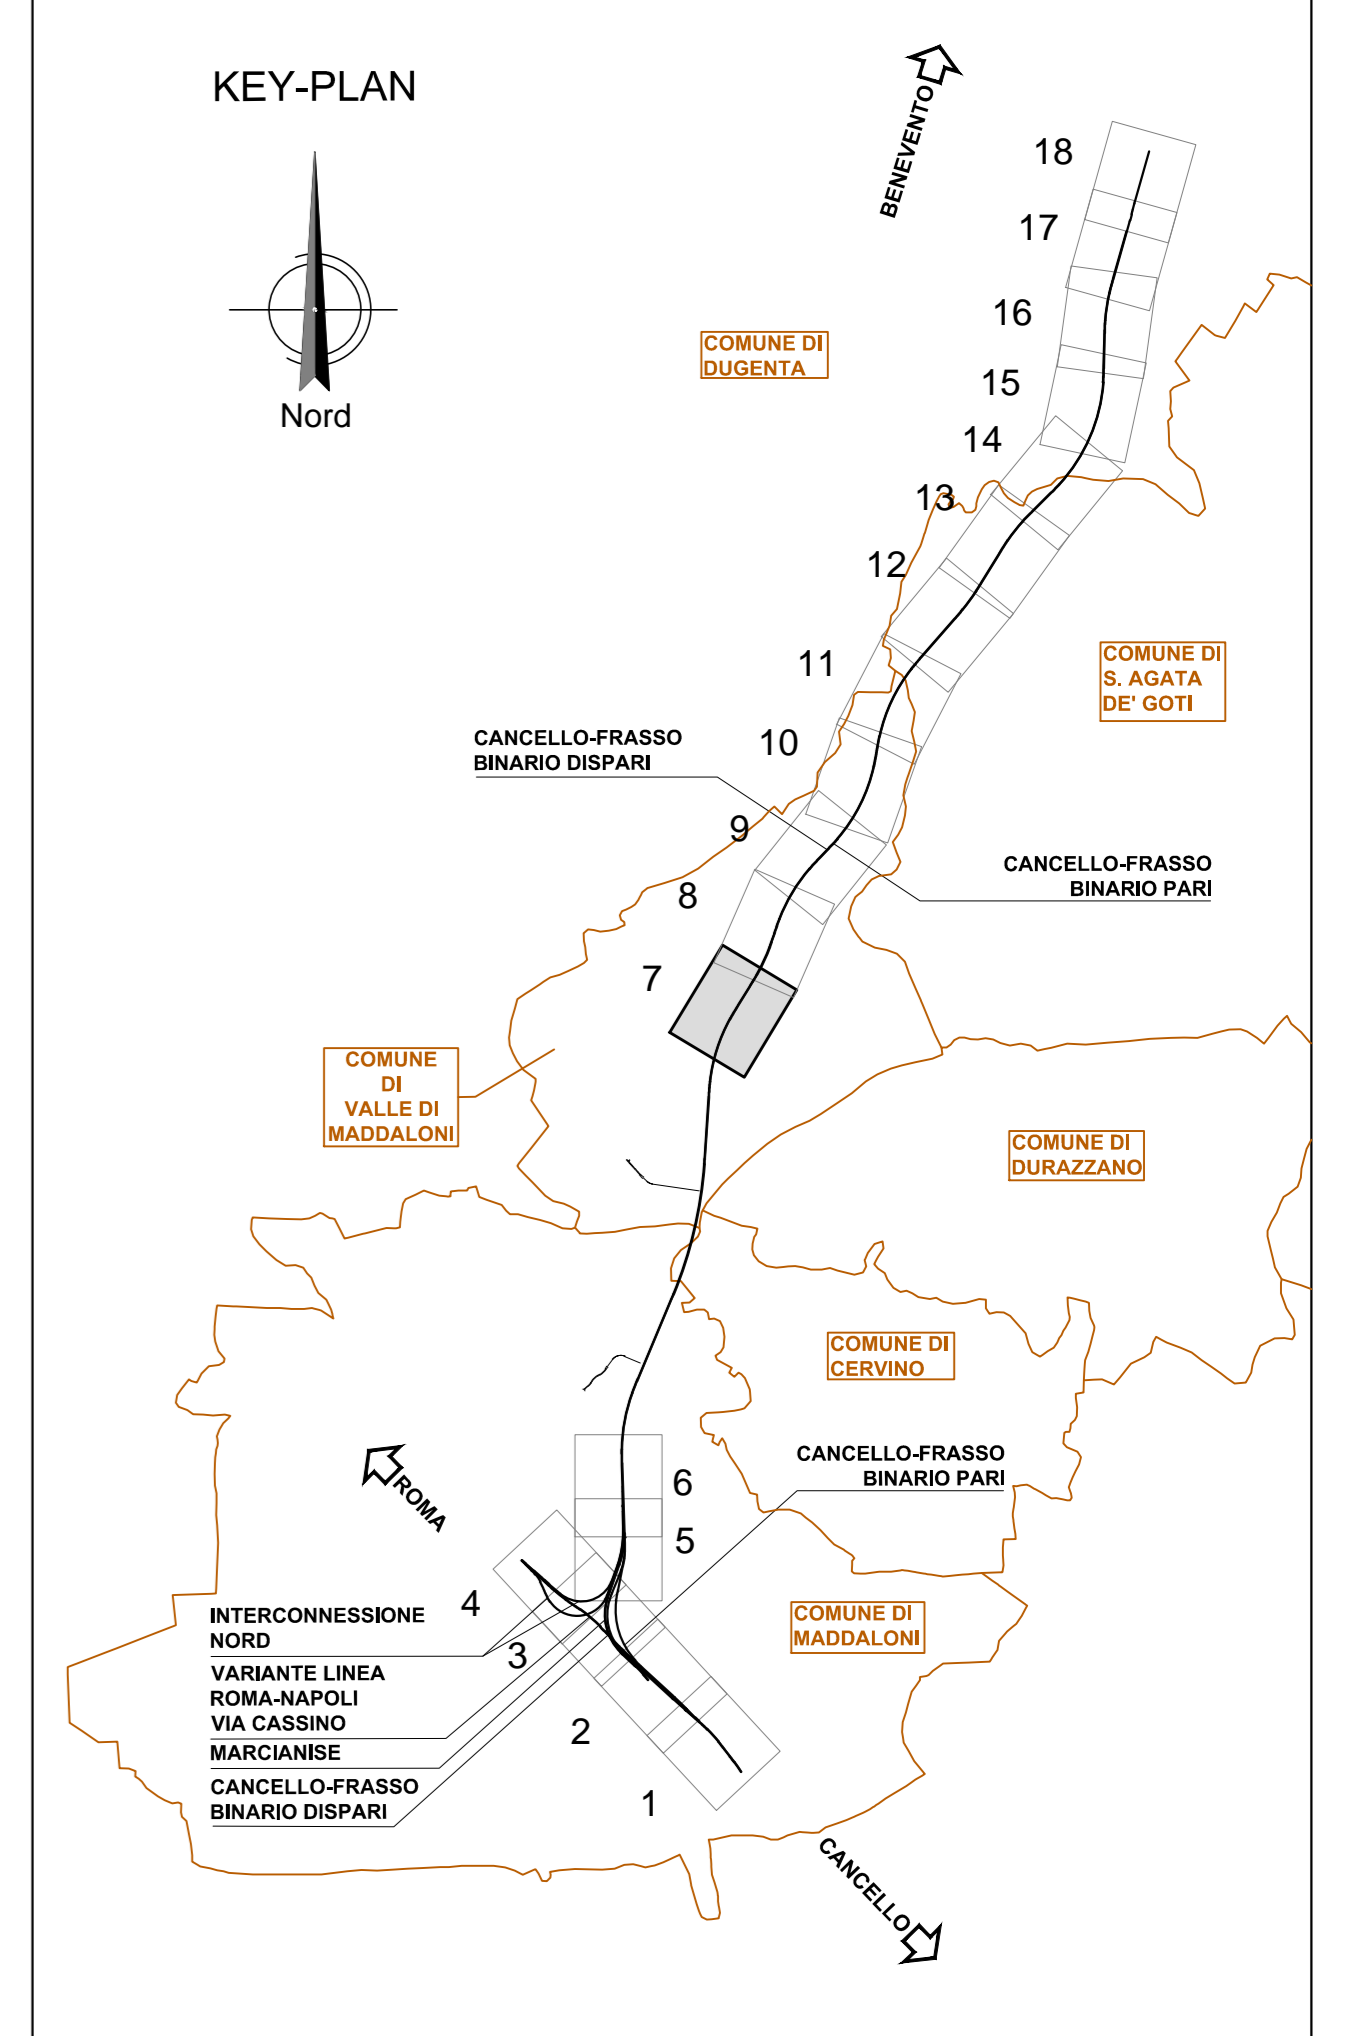 KEY-PLAN
Nord
BENEVENTO
18
17
16
15
14
13
12
11
10
9
8
7
COMUNE DI
DUGENTA
COMUNE DI
S. AGATA
DE' GOTI
CANCELLO-FRASSO
BINARIO DISPARI
CANCELLO-FRASSO
BINARIO PARI
COMUNE
DI
VALLE DI
MADDALONI
COMUNE DI
DURAZZANO
COMUNE DI
CERVINO
CANCELLO-FRASSO
BINARIO PARI
ROMA
6
5
4
3
2
1
INTERCONNESSIONE
NORD
VARIANTE LINEA
ROMA-NAPOLI
VIA CASSINO
MARCIANISE
CANCELLO-FRASSO
BINARIO DISPARI
COMUNE DI
MADDALONI
CANCELLO